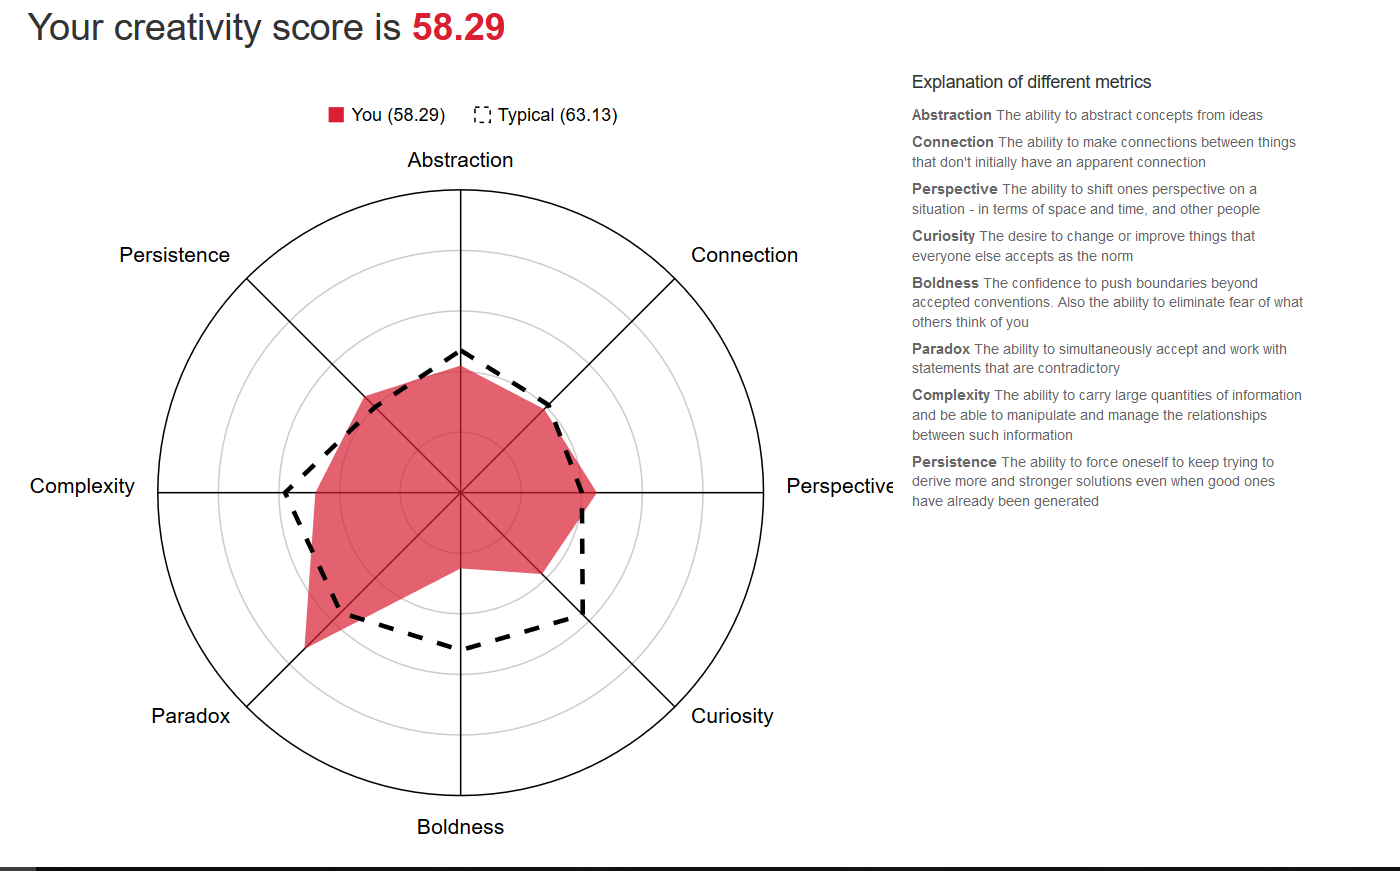 Your creativity score is 58.29
You (58.29)
Typical (63.13)
Abstraction
Persistence
Connection
Complexity
Perspective
Paradox
Curiosity
Boldness
Explanation of different metrics
Abstraction The ability to abstract concepts from ideas
Connection The ability to make connections between things
that don't initially have an apparent connection
Perspective The ability to shift ones perspective on a
situation - in terms of space and time, and other people
Curiosity The desire to change or improve things that
everyone else accepts as the norm
Boldness The confidence to push boundaries beyond
accepted conventions. Also the ability to eliminate fear of what
others think of you
Paradox The ability to simultaneously accept and work with
statements that are contradictory
Complexity The ability to carry large quantities of information
and be able to manipulate and manage the relationships
between such information
Persistence The ability to force oneself to keep trying to
derive more and stronger solutions even when good ones
have already been generated